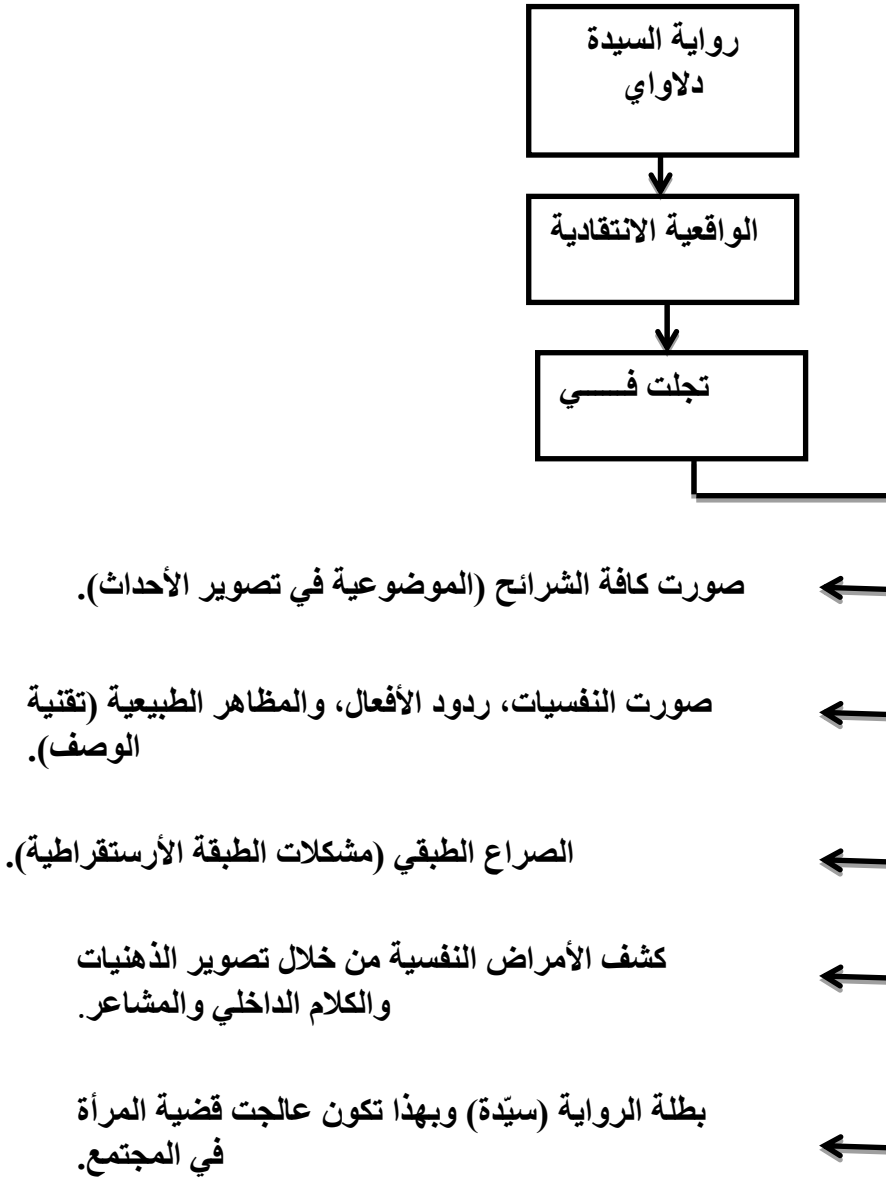 رواية السيدة
دلاواي
الواقعية الانتقادية
تجلت فــــي
صورت كافة الشرائح (الموضوعية في تصوير الأحداث).
صورت النفسيات، ردود الأفعال، والمظاهر الطبيعية (تقنية
الوصف).
الصراع الطبقي (مشكلات الطبقة الأرستقراطية).
كشف الأمراض النفسية من خلال تصوير الذهنيات
والكلام الداخلي والمشاعر.
بطلة الرواية (سيّدة) وبهذا تكون عالجت قضية المرأة
في المجتمع.